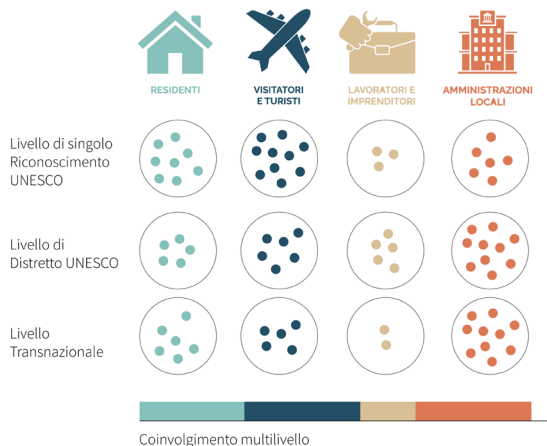 RESIDENTI
VISITATORI
E TURISTI
LAVORATORI E
IMPRENDITORI
AMMINISTRAZIONI
LOCALI
Livello di singolo
Riconoscimento
UNESCO
Livello di
Distretto UNESCO
Livello
Transnazionale
Coinvolgimento multilivello